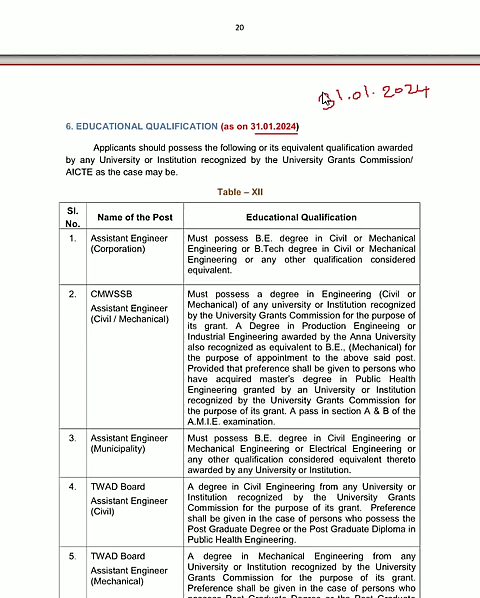 20
31.01.2024
6. EDUCATIONAL QUALIFICATION (as on 31.01.2024)
Applicants should possess the following or its equivalent qualification awarded
by any University or Institution recognized by the University Grants Commission/
AICTE as the case may be.
Table – XII
Sl. No. Name of the Post Educational Qualification
1. Assistant Engineer (Corporation)
Must possess B.E. degree in Civil or Mechanical
Engineering or B.Tech degree in Civil or Mechanical
Engineering or any other qualification considered
equivalent.
2. CMWSSB
Assistant Engineer
(Civil / Mechanical)
Must possess a degree in Engineering (Civil or
Mechanical) of any university or Institution recognized
by the University Grants Commission for the purpose of
its grant. A Degree in Production Engineering or
Industrial Engineering awarded by the Anna University
also recognized as equivalent to B.E., (Mechanical) for
the purpose of appointment to the above said post.
Provided that preference shall be given to persons who
have acquired master's degree in Public Health
Engineering granted by an University or Institution
recognized by the University Grants Commission for
the purpose of its grant. A pass in section A & B of the
A.M.I.E. examination.
3. Assistant Engineer
(Municipality)
Must possess B.E. degree in Civil Engineering or
Mechanical Engineering or Electrical Engineering or
any other qualification considered equivalent thereto
awarded by any University or Institution.
4. TWAD Board
Assistant Engineer
(Civil)
A degree in Civil Engineering from any University or
Institution recognized by the University Grants
Commission for the purpose of its grant. Preference
shall be given in the case of persons who possess the
Post Graduate Degree or the Post Graduate Diploma in
Public Health Engineering.
5. TWAD Board
Assistant Engineer
(Mechanical)
A degree in Mechanical Engineering from any
University or Institution recognized by the University
Grants Commission for the purpose of its grant.
Preference shall be given in the case of persons who